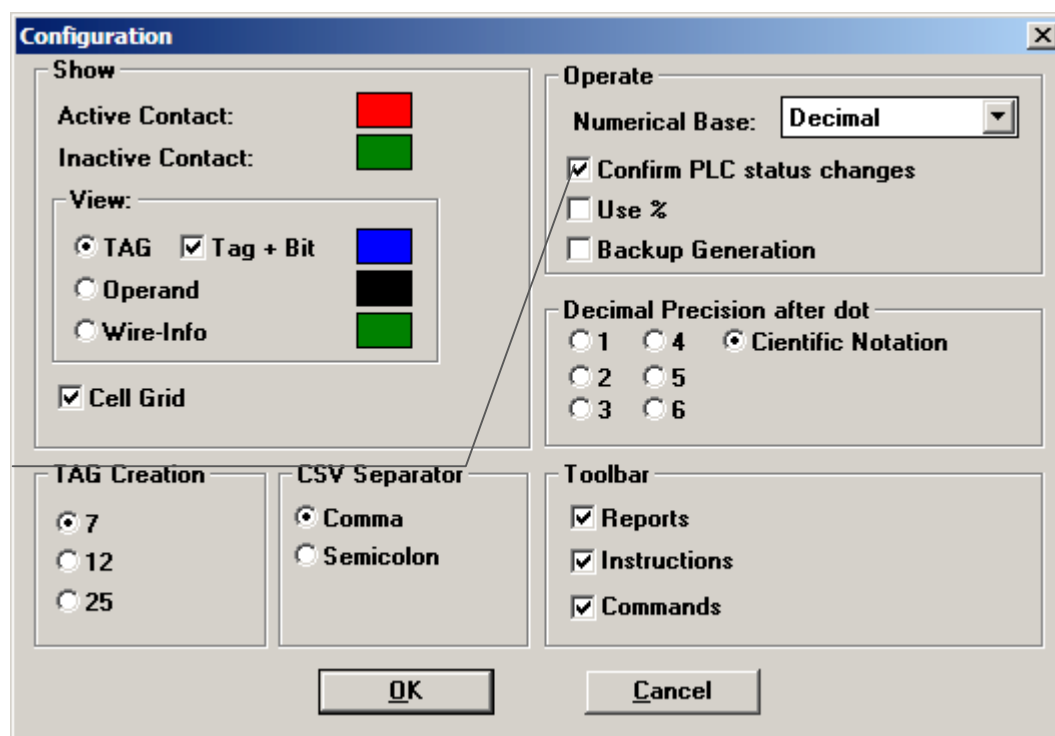 Configuration
Show
Active Contact:
Inactive Contact:
View:
TAG Tag + Bit
Operand
Wire-Info
Cell Grid
Operate
Numerical Base: Decimal
Confirm PLC status changes
Use %
Backup Generation
Decimal Precision after dot
1 4 Cientific Notation
2 5
3 6
TAG Creation
7
12
25
CSV Separator
Comma
Semicolon
Toolbar
Reports
Instructions
Commands
OK Cancel